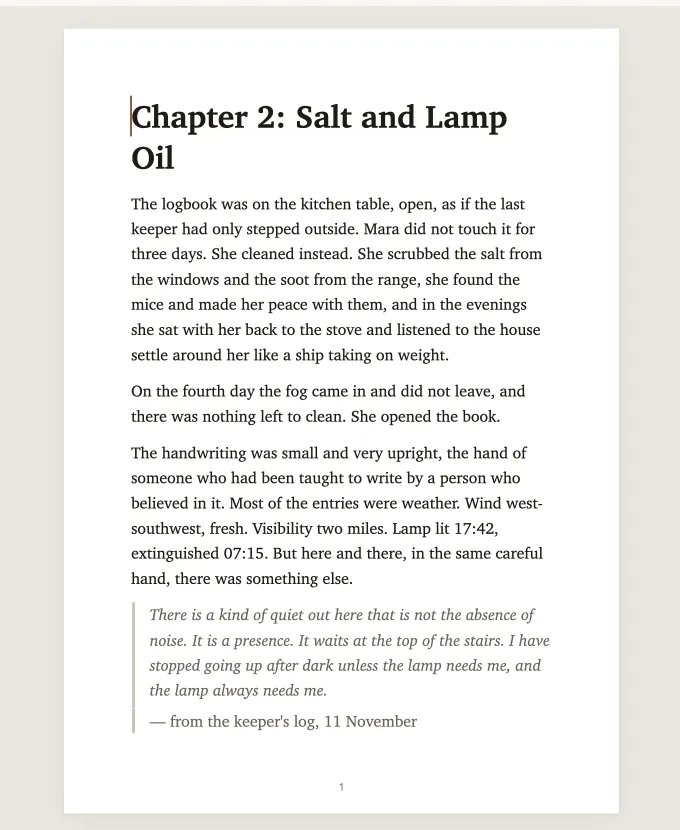 Chapter 2: Salt and Lamp
Oil
The logbook was on the kitchen table, open, as if the last
keeper had only stepped outside. Mara did not touch it for
three days. She cleaned instead. She scrubbed the salt from
the windows and the soot from the range, she found the
mice and made her peace with them, and in the evenings
she sat with her back to the stove and listened to the house
settle around her like a ship taking on weight.
On the fourth day the fog came in and did not leave, and
there was nothing left to clean. She opened the book.
The handwriting was small and very upright, the hand of
someone who had been taught to write by a person who
believed in it. Most of the entries were weather. Wind west-
southwest, fresh. Visibility two miles. Lamp lit 17:42,
extinguished 07:15. But here and there, in the same careful
hand, there was something else.
There is a kind of quiet out here that is not the absence of
noise. It is a presence. It waits at the top of the stairs. I have
stopped going up after dark unless the lamp needs me, and
the lamp always needs me.
— from the keeper's log, 11 November
1